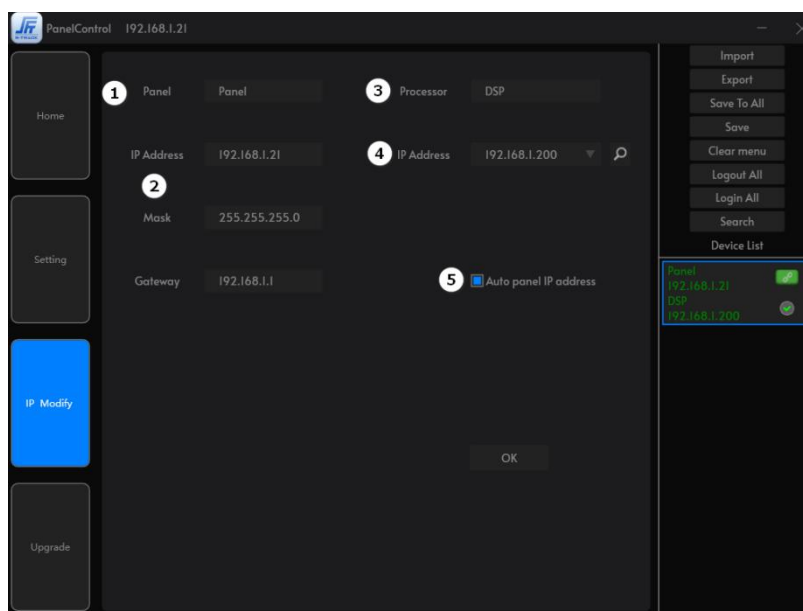 PanelControl 192.168.1.21
Home
Setting
IP Modify
Upgrade
1 Panel Panel
3 Processor DSP
IP Address 192.168.1.21
4 IP Address 192.168.1.200
2
Mask 255.255.255.0
Gateway 192.168.1.1
5 Auto panel IP address
OK
Import
Export
Save To All
Save
Clear menu
Logout All
Login All
Search
Device List
Panel
192.168.1.21
DSP
192.168.1.200